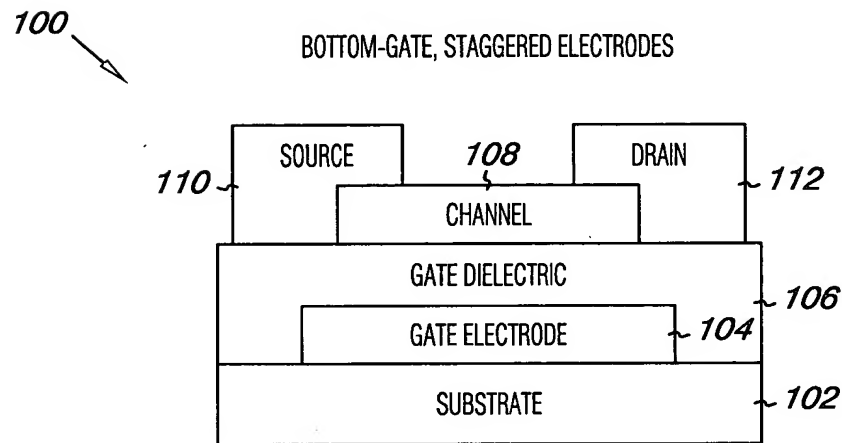 100
BOTTOM-GATE, STAGGERED ELECTRODES
SOURCE
108
DRAIN
110
112
CHANNEL
GATE DIELECTRIC
106
GATE ELECTRODE
104
SUBSTRATE
102